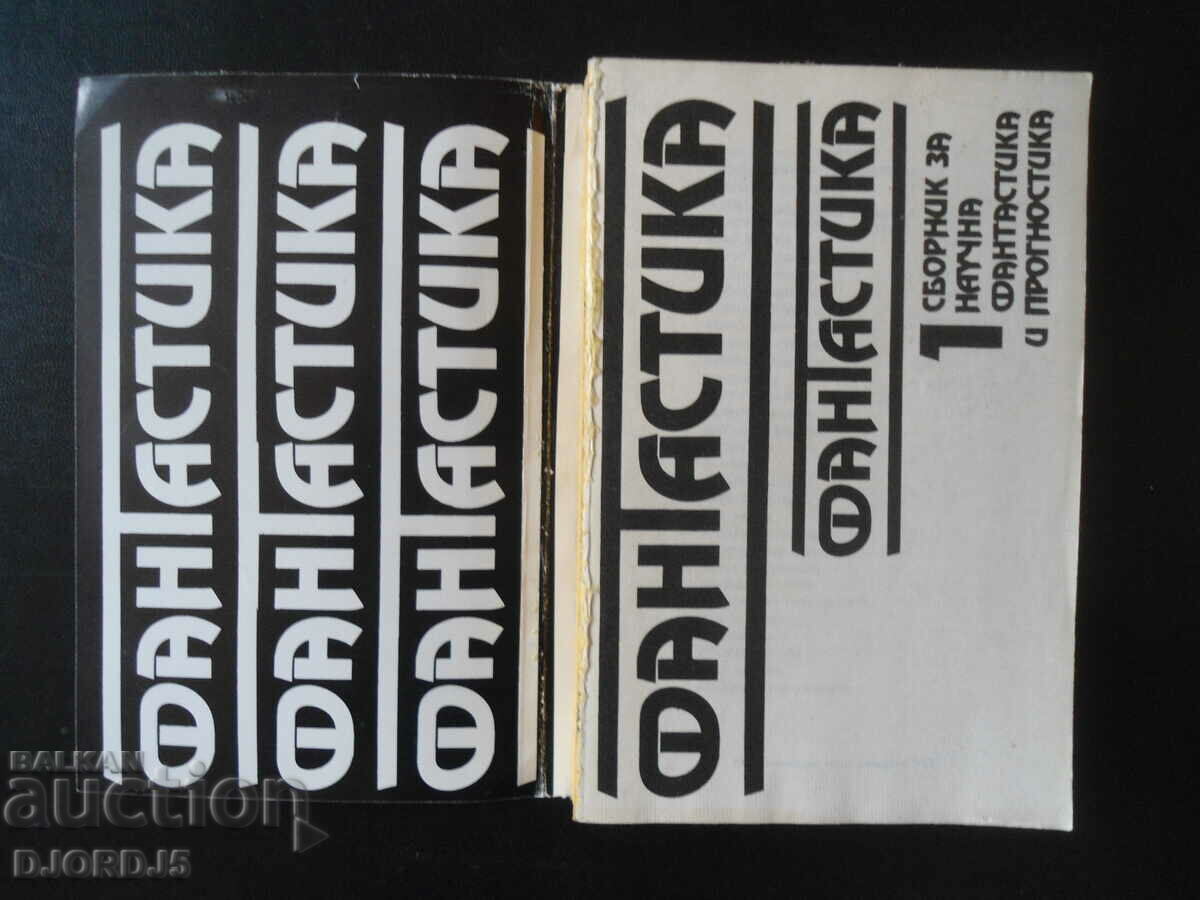 ФАНТАСТИКА
ФАНТАСТИКА
ФАНТАСТИКА
ФАНТАСТИКА
ФАНТАСТИКА
1 СБОРНИК ЗА
НАУЧНА
ФАНТАСТИКА
И ПРОГНОСТИКА
BALKAN
auction
DJORDJ5